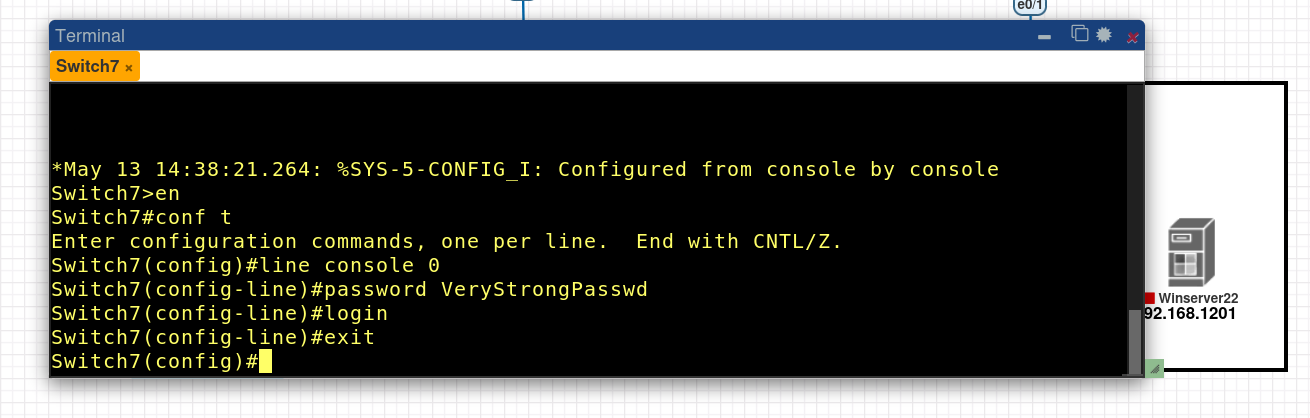 e0/1
Terminal
Switch7 ×
*May 13 14:38:21.264: %SYS-5-CONFIG_I: Configured from console by console
Switch7>en
Switch7#conf t
Enter configuration commands, one per line.  End with CNTL/Z.
Switch7(config)#line console 0
Switch7(config-line)#password VeryStrongPasswd
Switch7(config-line)#login
Switch7(config-line)#exit
Switch7(config)#
Winserver22
92.168.1201